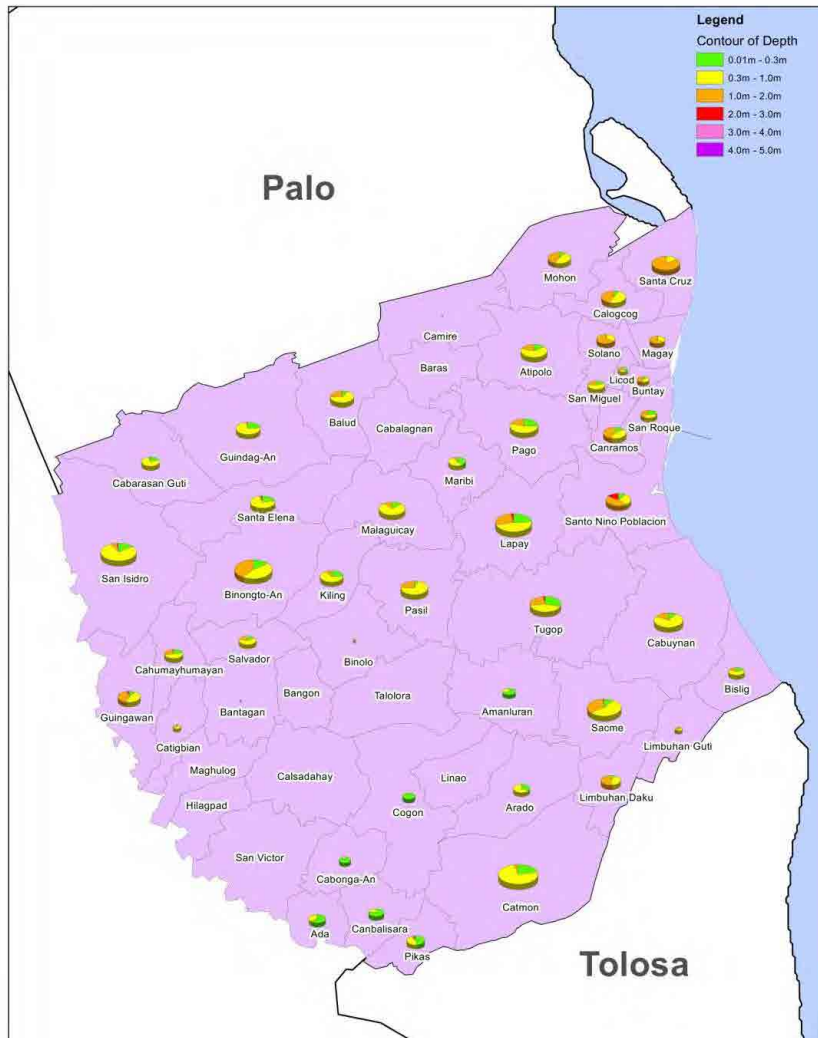 Legend
Contour of Depth
0.01m - 0.3m
0.3m - 1.0m
1.0m - 2.0m
2.0m - 3.0m
3.0m - 4.0m
4.0m - 5.0m
Palo
Mohon
Santa Cruz
Calogcog
Camire
Solano
Magay
Baras
Atipolo
Licod
Buntay
San Miguel
Balud
Cabalagnan
San Roque
Pago
Canramos
Guindag-An
Cabarasan Guti
Maribi
Santa Elena
Malaguicay
Santo Nino Poblacion
Lapay
San Isidro
Binongto-An
Kiling
Pasil
Tugop
Cabuynan
Salvador
Binolo
Cahumayhumayan
Bislig
Bangon
Talolora
Amanluran
Guingawan
Bantagan
Sacme
Catigbian
Limbuhan Guti
Maghulog
Calsadahay
Linao
Limbuhan Daku
Hilagpad
Cogon
Arado
San Victor
Cabonga-An
Catmon
Ada
Canbalisara
Pikas
Tolosa